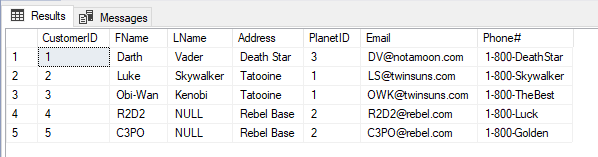 Results Messages
CustomerID FName LName Address PlanetID Email Phone#
1 1 Darth Vader Death Star 3 DV@notamoon.com 1-800-DeathStar
2 2 Luke Skywalker Tatooine 1 LS@twinsuns.com 1-800-Skywalker
3 3 Obi-Wan Kenobi Tatooine 1 OWK@twinsuns.com 1-800-TheBest
4 4 R2D2 NULL Rebel Base 2 R2D2@rebel.com 1-800-Luck
5 5 C3PO NULL Rebel Base 2 C3PO@rebel.com 1-800-Golden